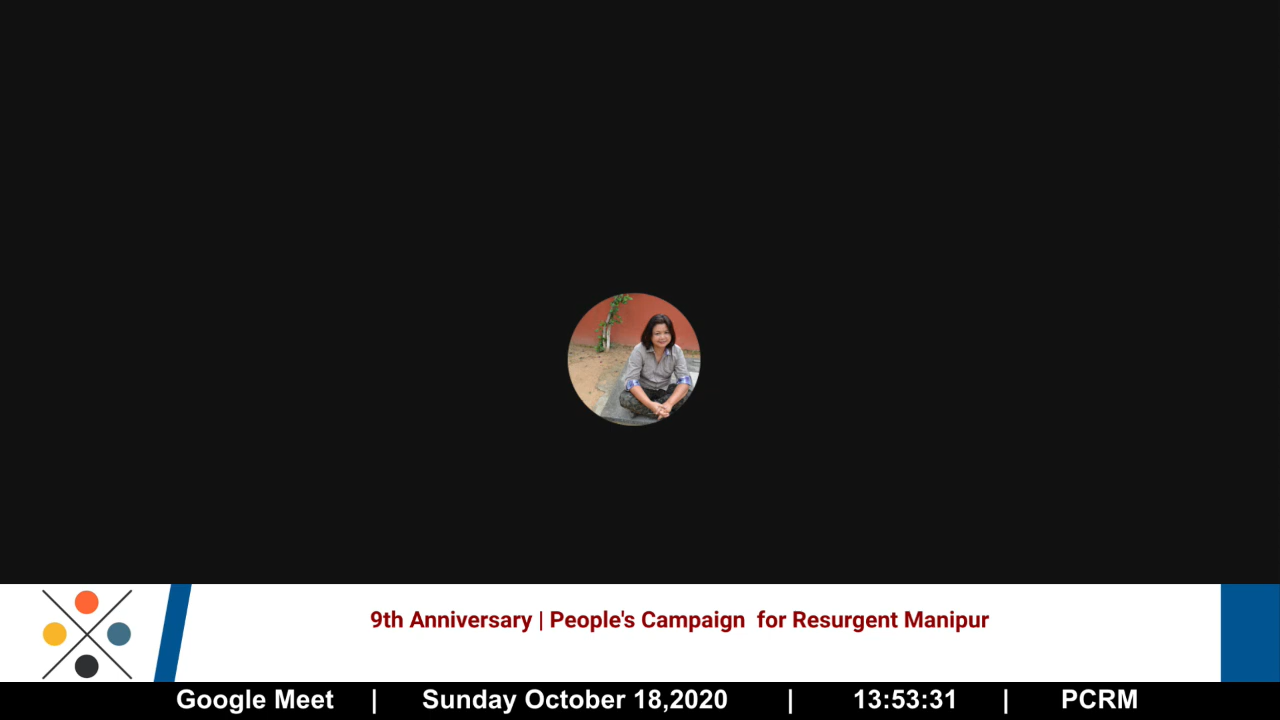 9th Anniversary | People's Campaign  for Resurgent Manipur
Google Meet | Sunday October 18,2020 | 13:53:31 | PCRM